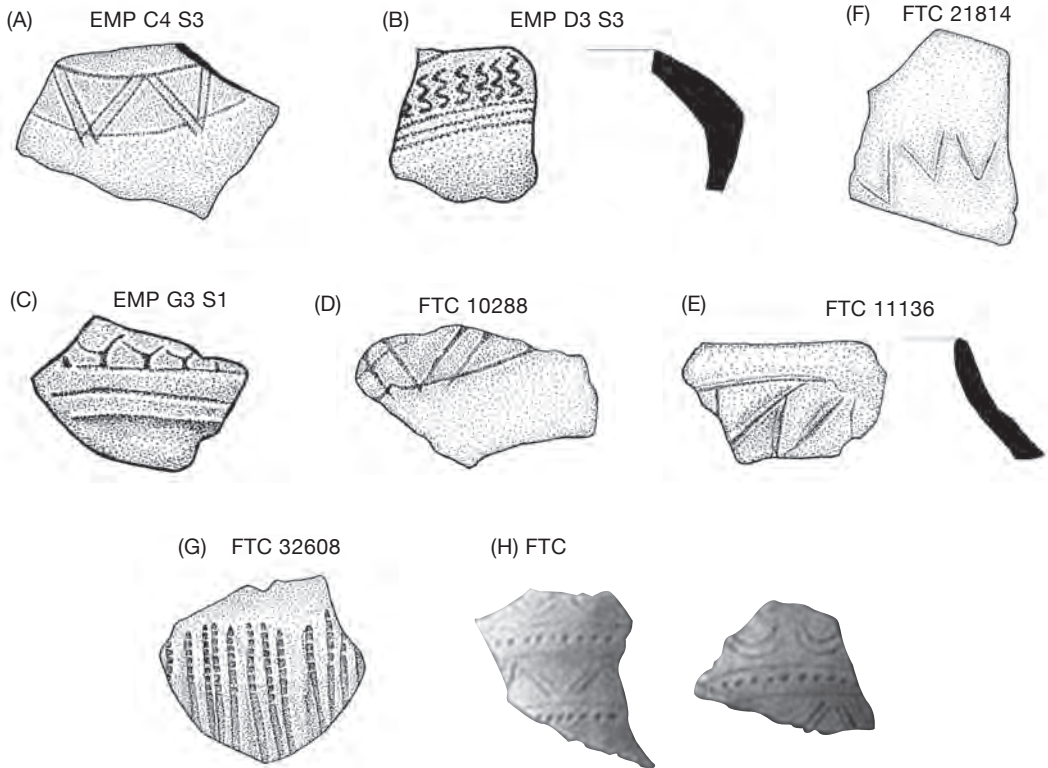 (A) EMP C4 S3
(B) EMP D3 S3
(F) FTC 21814
(C) EMP G3 S1
(D) FTC 10288
(E) FTC 11136
(G) FTC 32608
(H) FTC